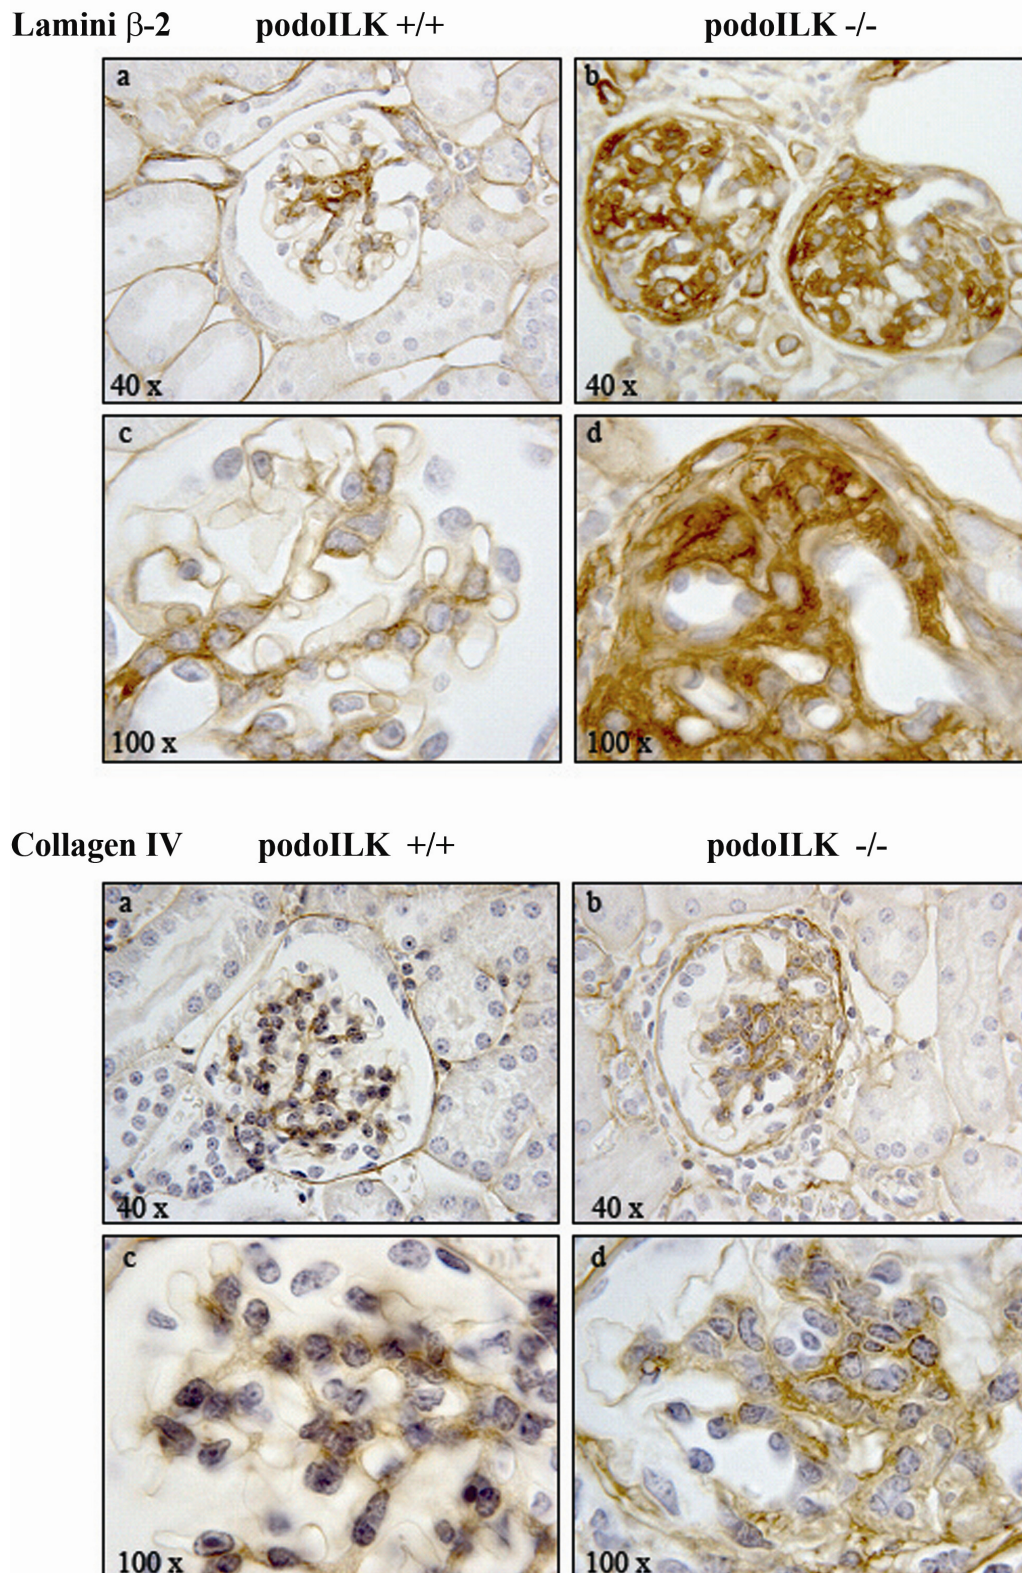 Lamini β-2 podoILK +/+ podoILK -/-
a b
40 x 40 x
c d
100 x 100 x
Collagen IV podoILK +/+ podoILK -/-
a b
40 x 40 x
c d
100 x 100 x